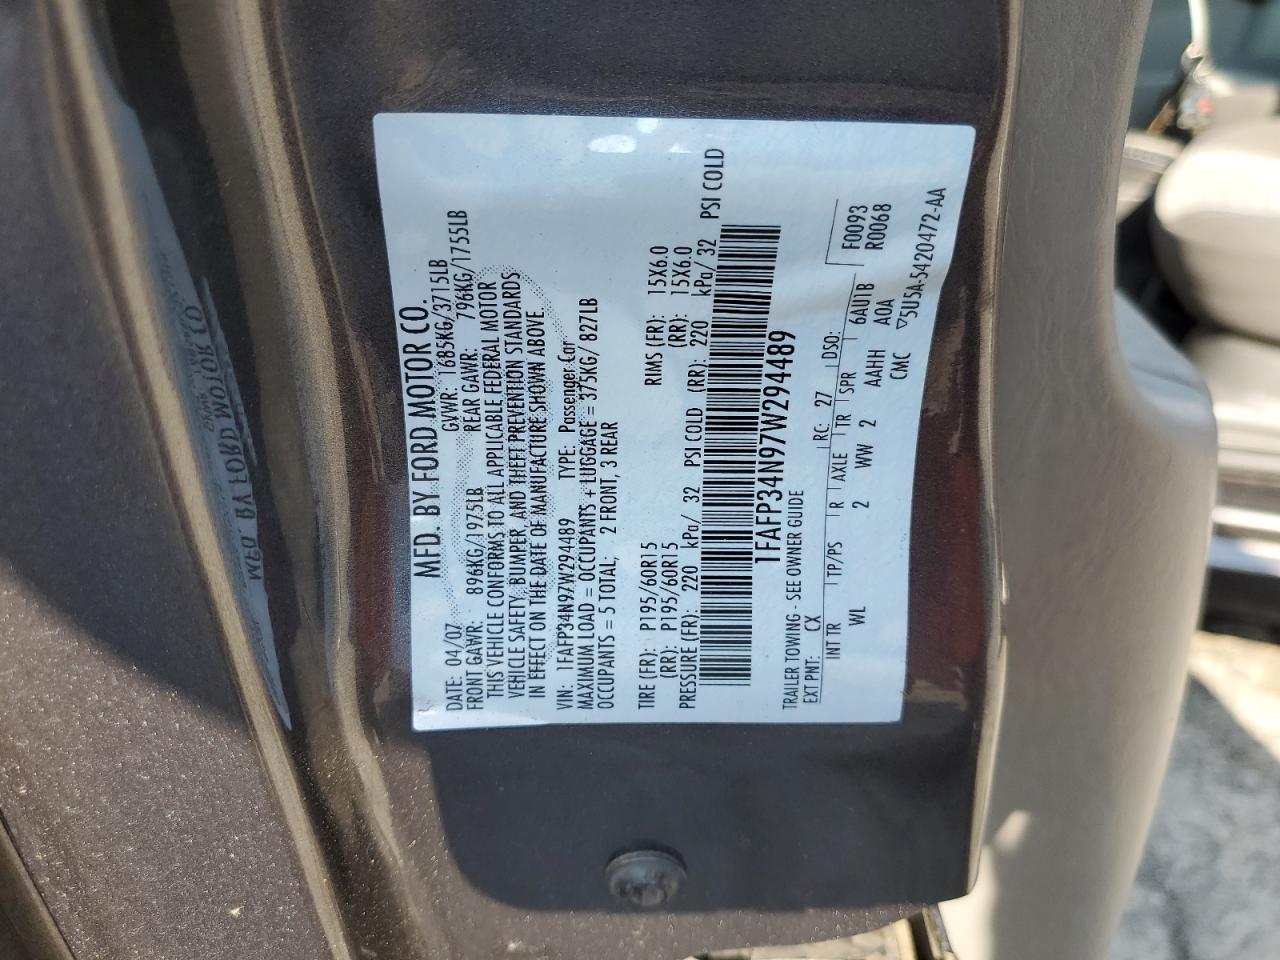 MFD. BY FORD MOTOR CO.
DATE: 04/07 GVWR: 1685KG/3715LB
FRONT GAWR: 896KG/1975LB REAR GAWR: 796KG/1755LB
THIS VEHICLE CONFORMS TO ALL APPLICABLE FEDERAL MOTOR
VEHICLE SAFETY, BUMPER, AND THEFT PREVENTION STANDARDS
IN EFFECT ON THE DATE OF MANUFACTURE SHOWN ABOVE.
VIN: 1FAFP34N97W294489 TYPE: Passenger Car
MAXIMUM LOAD = OCCUPANTS + LUGGAGE = 375KG/ 827LB
OCCUPANTS = 5 TOTAL: 2 FRONT, 3 REAR
TIRE (FR): P195/60R15 RIMS (FR): 15X6.0
(RR): P195/60R15 (RR): 15X6.0
PRESSURE (FR): 220 kPa/ 32 PSI COLD (RR): 220 kPa/ 32 PSI COLD
1FAFP34N97W294489
TRAILER TOWING - SEE OWNER GUIDE
EXT PNT: CX RC: 27 DSO: F0093
INT TR TP/PS R AXLE TR SPR 6AU1B R0068
WL 2 WW 2 AAHH A0A
CMC ▽5U5A-5420472-AA